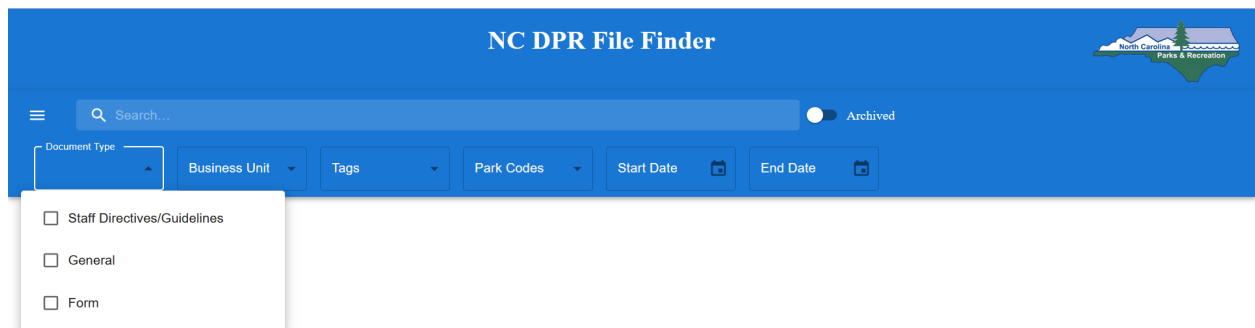 NC DPR File Finder
North Carolina
Parks & Recreation
Search...
Archived
Document Type
Business Unit
Tags
Park Codes
Start Date
End Date
Staff Directives/Guidelines
General
Form